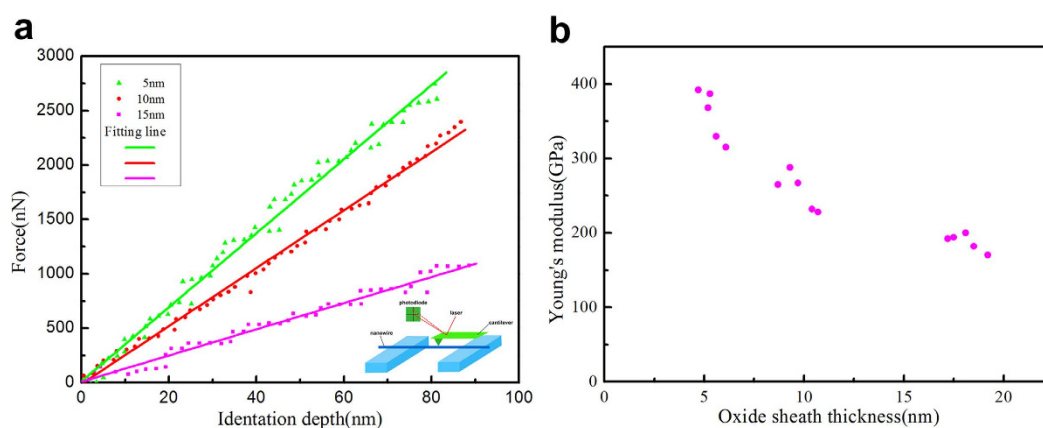 a
3000
2500
2000
1500
1000
500
0
Force(nN)
5nm
10nm
15nm
Fitting line
photodiode
laser
cantilever
nanowire
0 20 40 60 80 100
Identation depth(nm)
b
400
300
200
100
0
Young's modulus(GPa)
0 5 10 15 20
Oxide sheath thickness(nm)